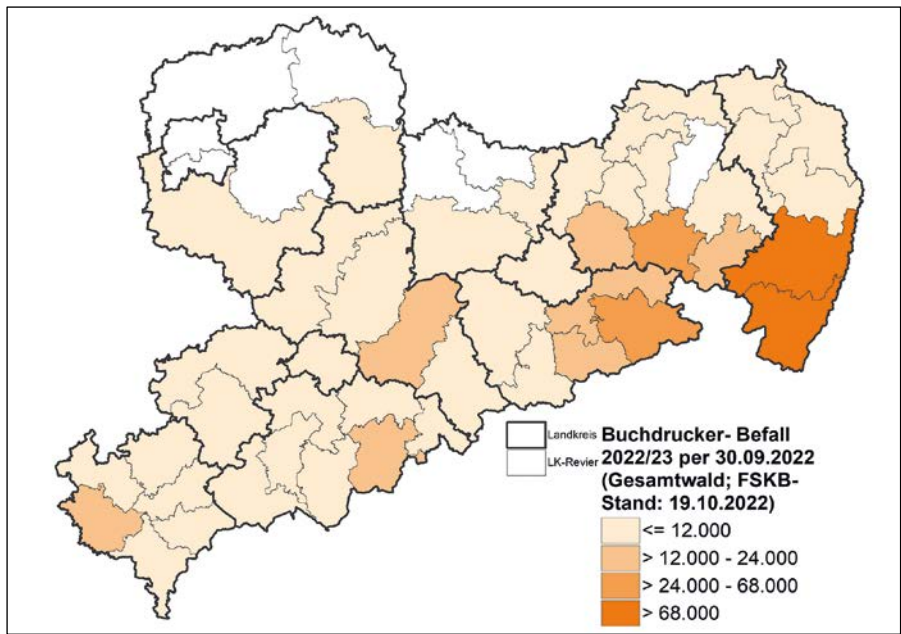 Landkreis
LK-Revier
Buchdrucker- Befall
2022/23 per 30.09.2022
(Gesamtwald; FSKB-
Stand: 19.10.2022)
<= 12.000
> 12.000 - 24.000
> 24.000 - 68.000
> 68.000